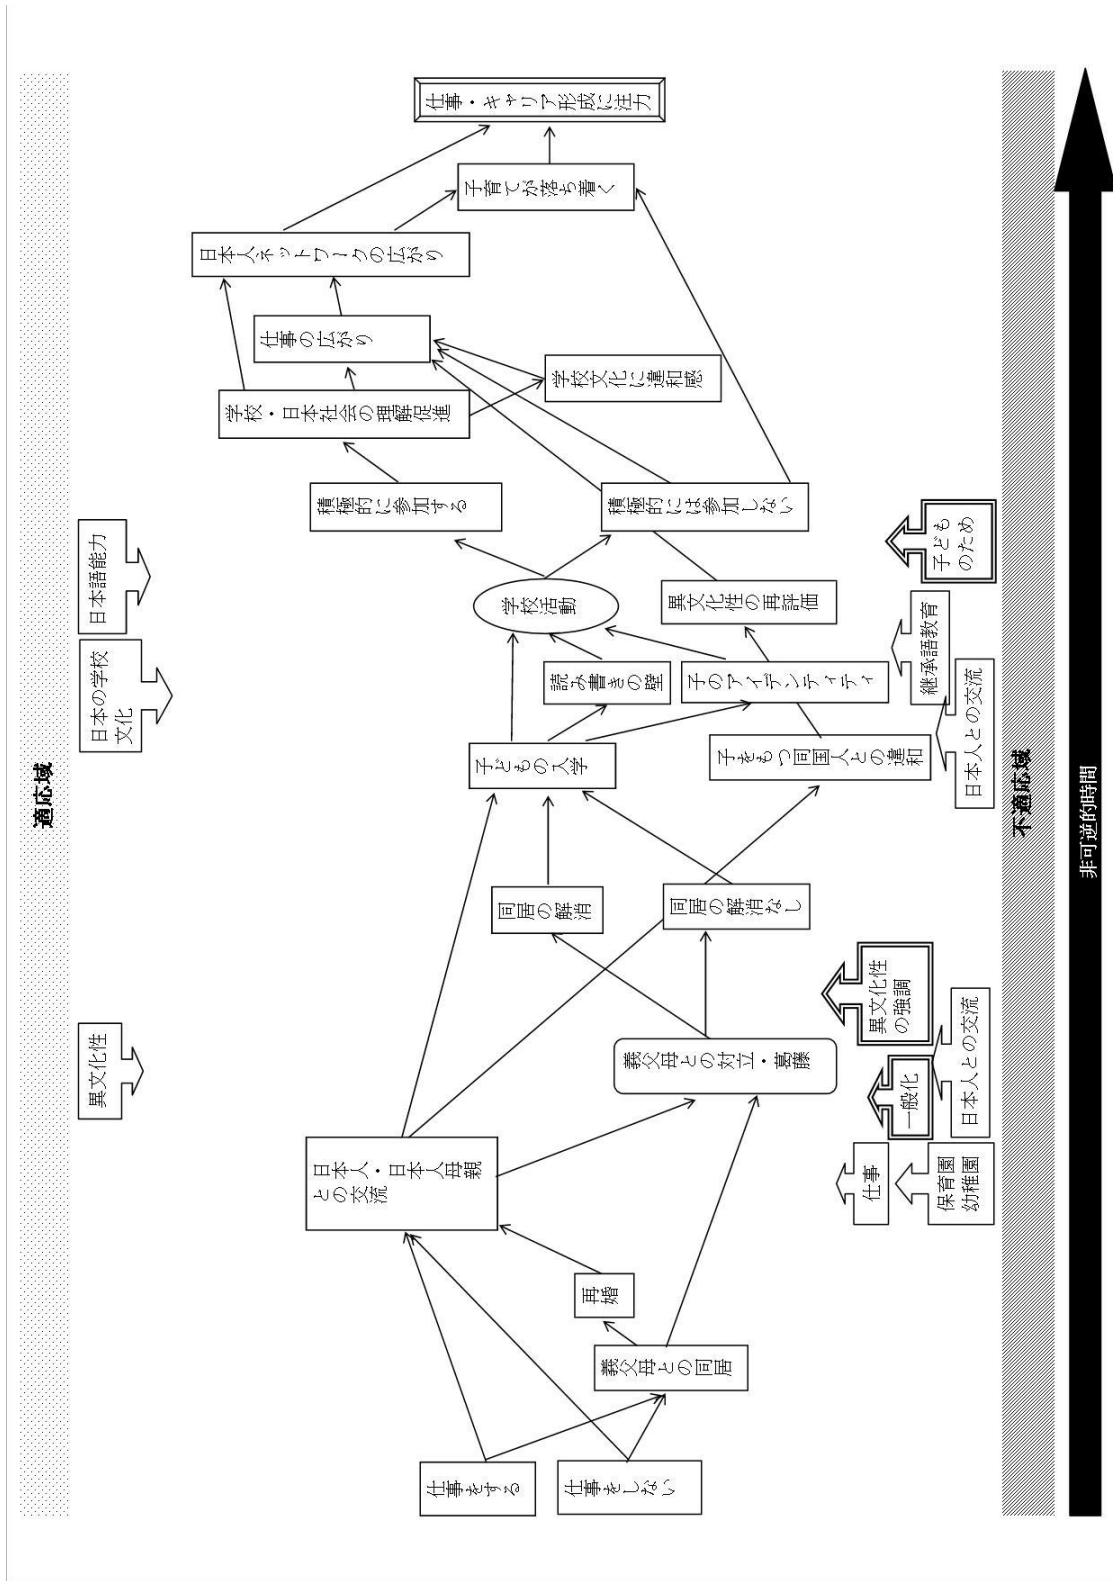 適応域
異文化性
日本の学校
文化
日本語能力
仕事をする
仕事をしない
義父母との同居
再婚
日本人・日本人母親
との交流
義父母との対立・葛藤
同居の解消
同居の解消なし
子どもの入学
子をもつ同国人との違和
読み書きの壁
子のアイデンティティ
学校活動
異文化性の再評価
積極的に参加する
積極的には参加しない
学校・日本社会の理解促進
学校文化に違和感
仕事の広がり
日本人ネットワークの広がり
子育てが落ち着く
仕事・キャリア形成に注力
仕事
保育園
幼稚園
一般化
日本人との交流
異文化性
の強調
日本人との交流
継承語教育
子ども
のため
不適応域
非可逆的時間